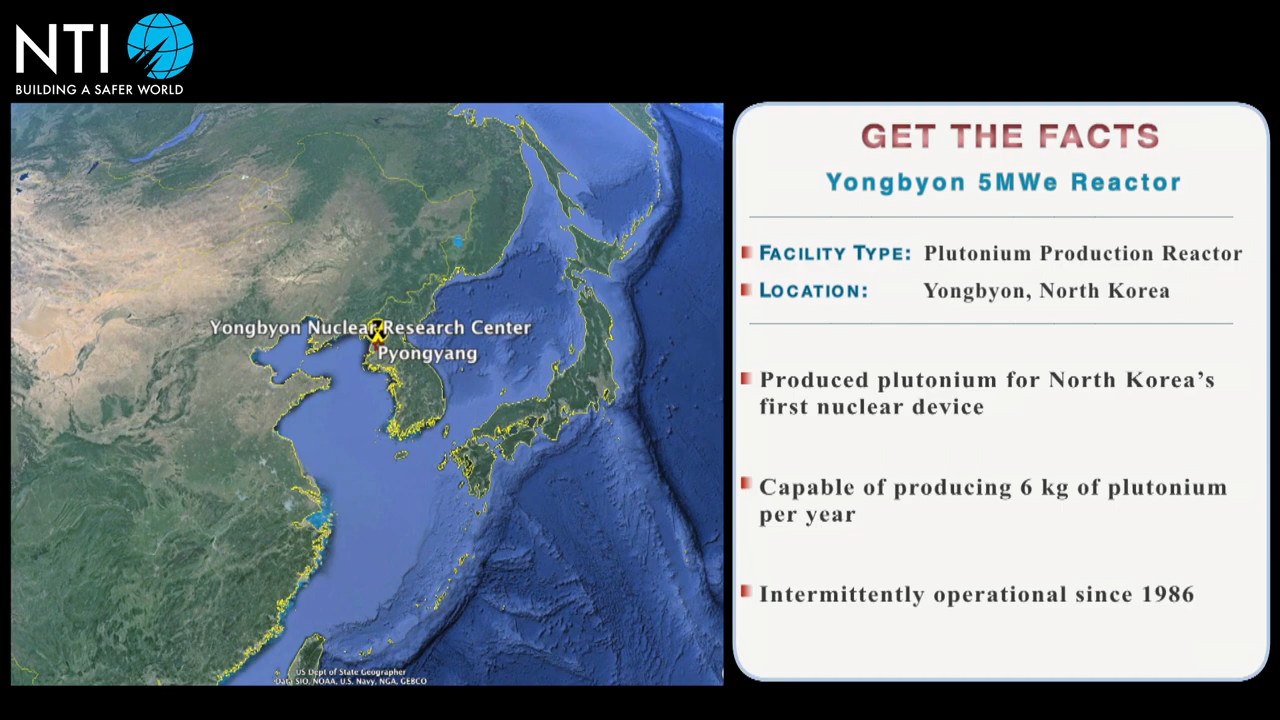 NTI
BUILDING A SAFER WORLD
Yongbyon Nuclear Research Center
Pyongyang
US Dept of State Geographer
Data SIO, NOAA, U.S. Navy, NGA, GEBCO
GET THE FACTS
Yongbyon 5MWe Reactor
FACILITY TYPE: Plutonium Production Reactor
LOCATION: Yongbyon, North Korea
Produced plutonium for North Korea’s
first nuclear device
Capable of producing 6 kg of plutonium
per year
Intermittently operational since 1986